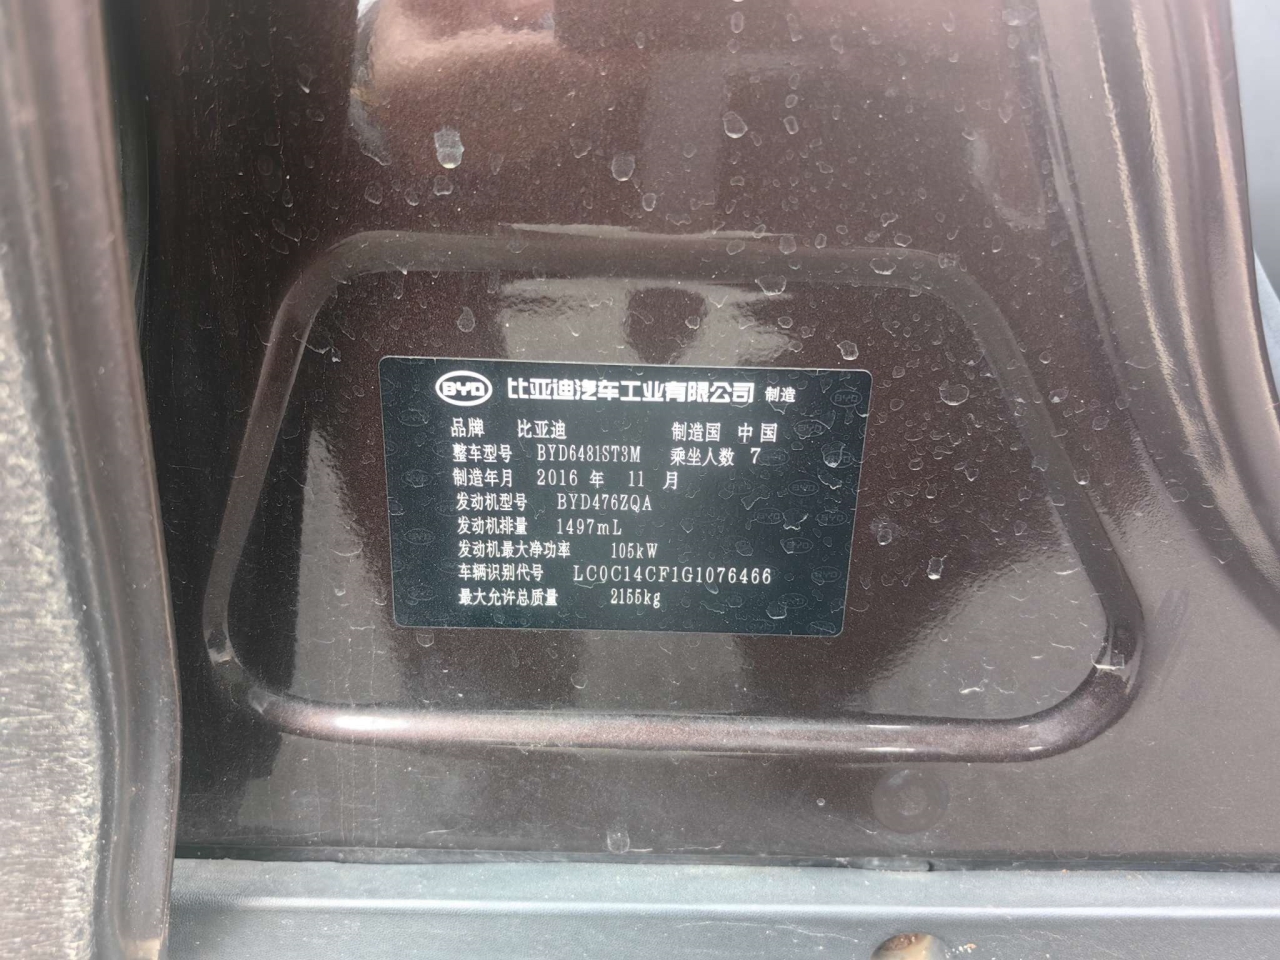 BYD 比亚迪汽车工业有限公司 制造
品牌 比亚迪 制造国 中国
整车型号 BYD6481ST3M 乘坐人数 7
制造年月 2016 年 11 月
发动机型号 BYD476ZQA
发动机排量 1497mL
发动机最大净功率 105kW
车辆识别代号 LC0C14CF1G1076466
最大允许总质量 2155kg